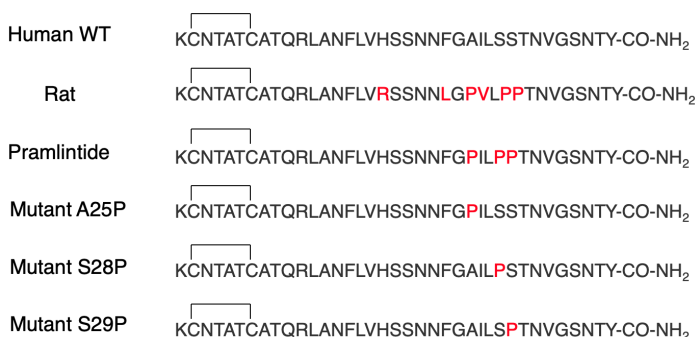 Human WT KCNTATCATQRLANFLVHSSNNFGAILSSTNVGSNTY-CO-NH2
Rat KCNTATCATQRLANFLVRSSNNLGPVLPPTNVGSNTY-CO-NH2
Pramlintide KCNTATCATQRLANFLVHSSNNFGPILPPTNVGSNTY-CO-NH2
Mutant A25P KCNTATCATQRLANFLVHSSNNFGPILSSTNVGSNTY-CO-NH2
Mutant S28P KCNTATCATQRLANFLVHSSNNFGAILPSTNVGSNTY-CO-NH2
Mutant S29P KCNTATCATQRLANFLVHSSNNFGAILSPTNVGSNTY-CO-NH2